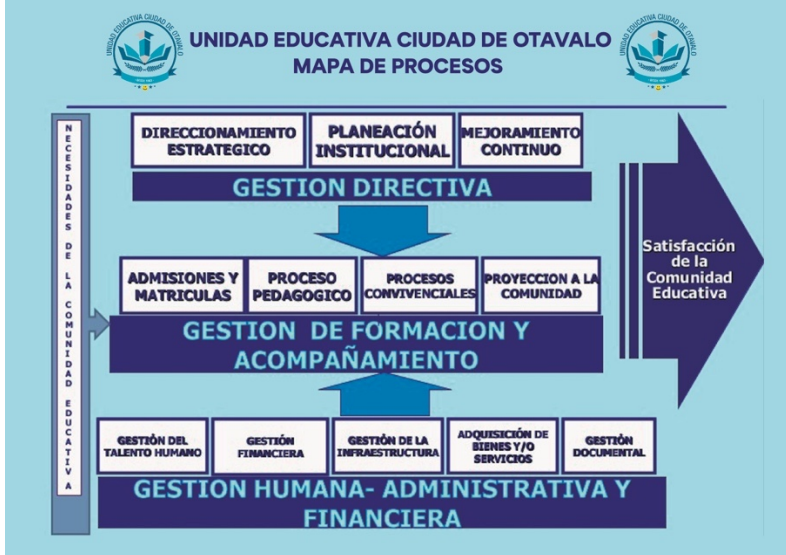 UNIDAD EDUCATIVA CIUDAD DE OTAVALO
MAPA DE PROCESOS
NECESIDADES DE LA COMUNIDAD EDUCATIVA
DIRECCIONAMIENTO
ESTRATEGICO
PLANEACIÓN
INSTITUCIONAL
MEJORAMIENTO
CONTINUO
GESTION DIRECTIVA
ADMISIONES Y
MATRICULAS
PROCESO
PEDAGOGICO
PROCESOS
CONVIVENCIALES
PROYECCION A LA
COMUNIDAD
GESTION DE FORMACION Y
ACOMPAÑAMIENTO
GESTIÓN DEL
TALENTO HUMANO
GESTIÓN
FINANCIERA
GESTIÓN DE LA
INFRAESTRUCTURA
ADQUISICIÓN DE
BIENES Y/O
SERVICIOS
GESTIÓN
DOCUMENTAL
GESTION HUMANA- ADMINISTRATIVA Y
FINANCIERA
Satisfacción
de la
Comunidad
Educativa